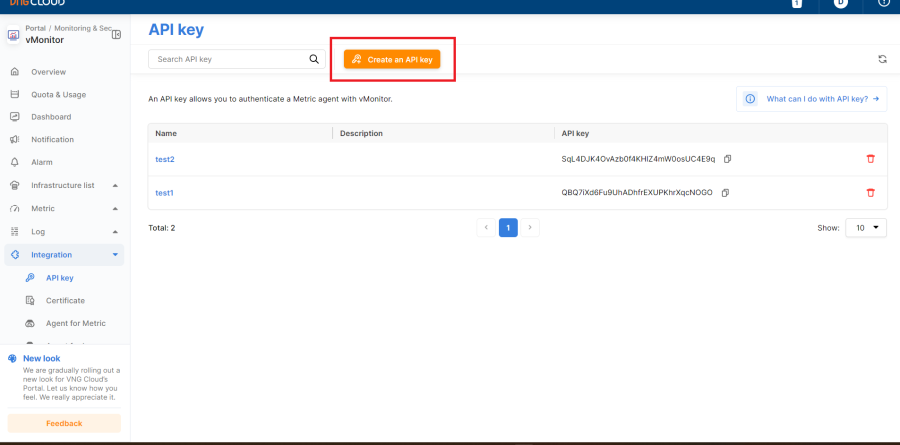 VNG CLOUD
1
D
Portal / Monitoring & Sec
vMonitor
Overview
Quota & Usage
Dashboard
Notification
Alarm
Infrastructure list
Metric
Log
Integration
API key
Certificate
Agent for Metric
New look
We are gradually rolling out a
new look for VNG Cloud's
Portal. Let us know how you
feel. We really appreciate it.
Feedback
API key
Search API key
Create an API key
An API key allows you to authenticate a Metric agent with vMonitor.
What can I do with API key? →
Name Description API key
test2 SqL4DJK4OvAzb0f4KHIZ4mW0osUC4E9q
test1 QBQ7iXd6Fu9UhADhfrEXUPKhrXqcNOGO
Total: 2
1
Show: 10